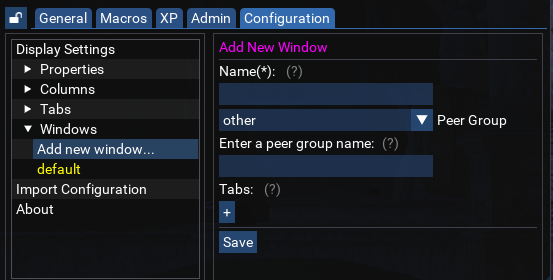 General Macros XP Admin Configuration
Display Settings
Properties
Columns
Tabs
Windows
Add new window...
default
Import Configuration
About
Add New Window
Name(*): (?)
other Peer Group
Enter a peer group name: (?)
Tabs: (?)
+
Save